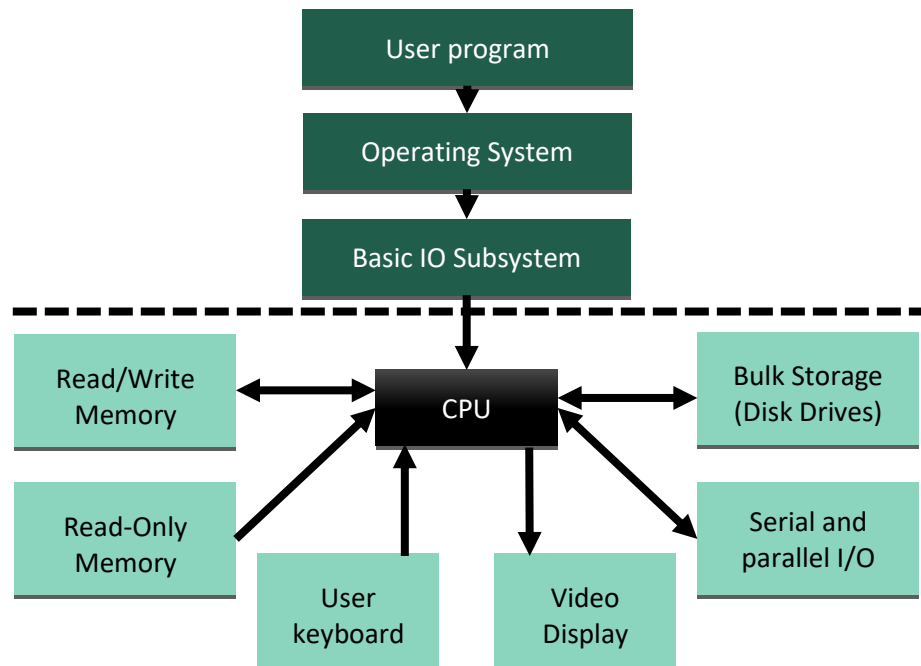 User program
Operating System
Basic IO Subsystem
Read/Write
Memory
CPU
Bulk Storage
(Disk Drives)
Read-Only
Memory
User
keyboard
Video
Display
Serial and
parallel I/O